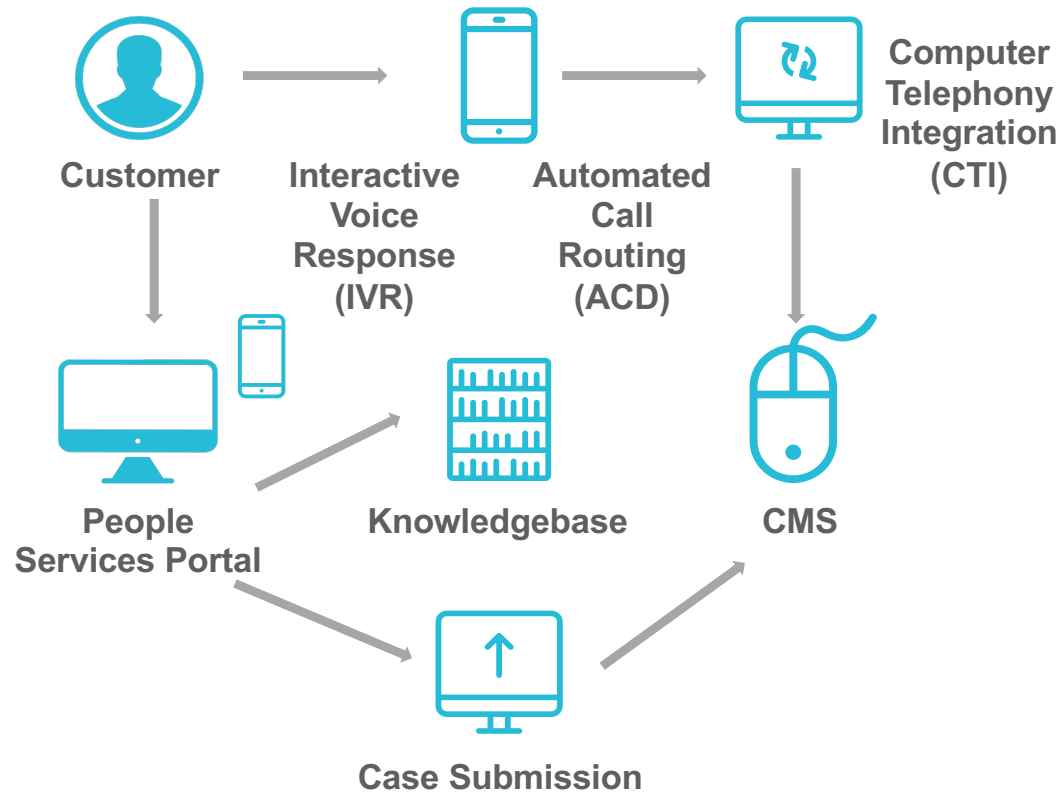 Customer
Interactive
Voice
Response
(IVR)
Automated
Call
Routing
(ACD)
Computer
Telephony
Integration
(CTI)
People
Services Portal
Knowledgebase
CMS
Case Submission